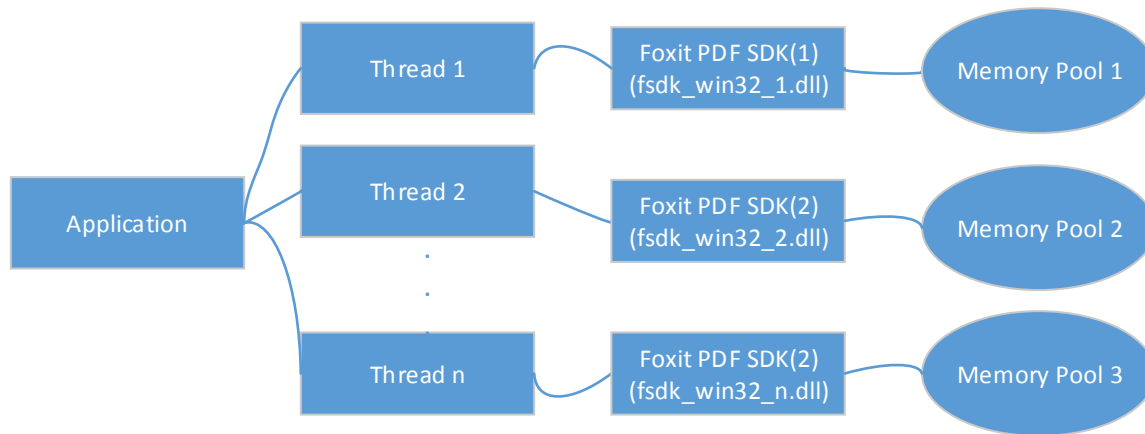 Thread 1
Foxit PDF SDK(1)
(fsdk_win32_1.dll)
Memory Pool 1
Application
Thread 2
Foxit PDF SDK(2)
(fsdk_win32_2.dll)
Memory Pool 2
.
.
.
Thread n
Foxit PDF SDK(2)
(fsdk_win32_n.dll)
Memory Pool 3